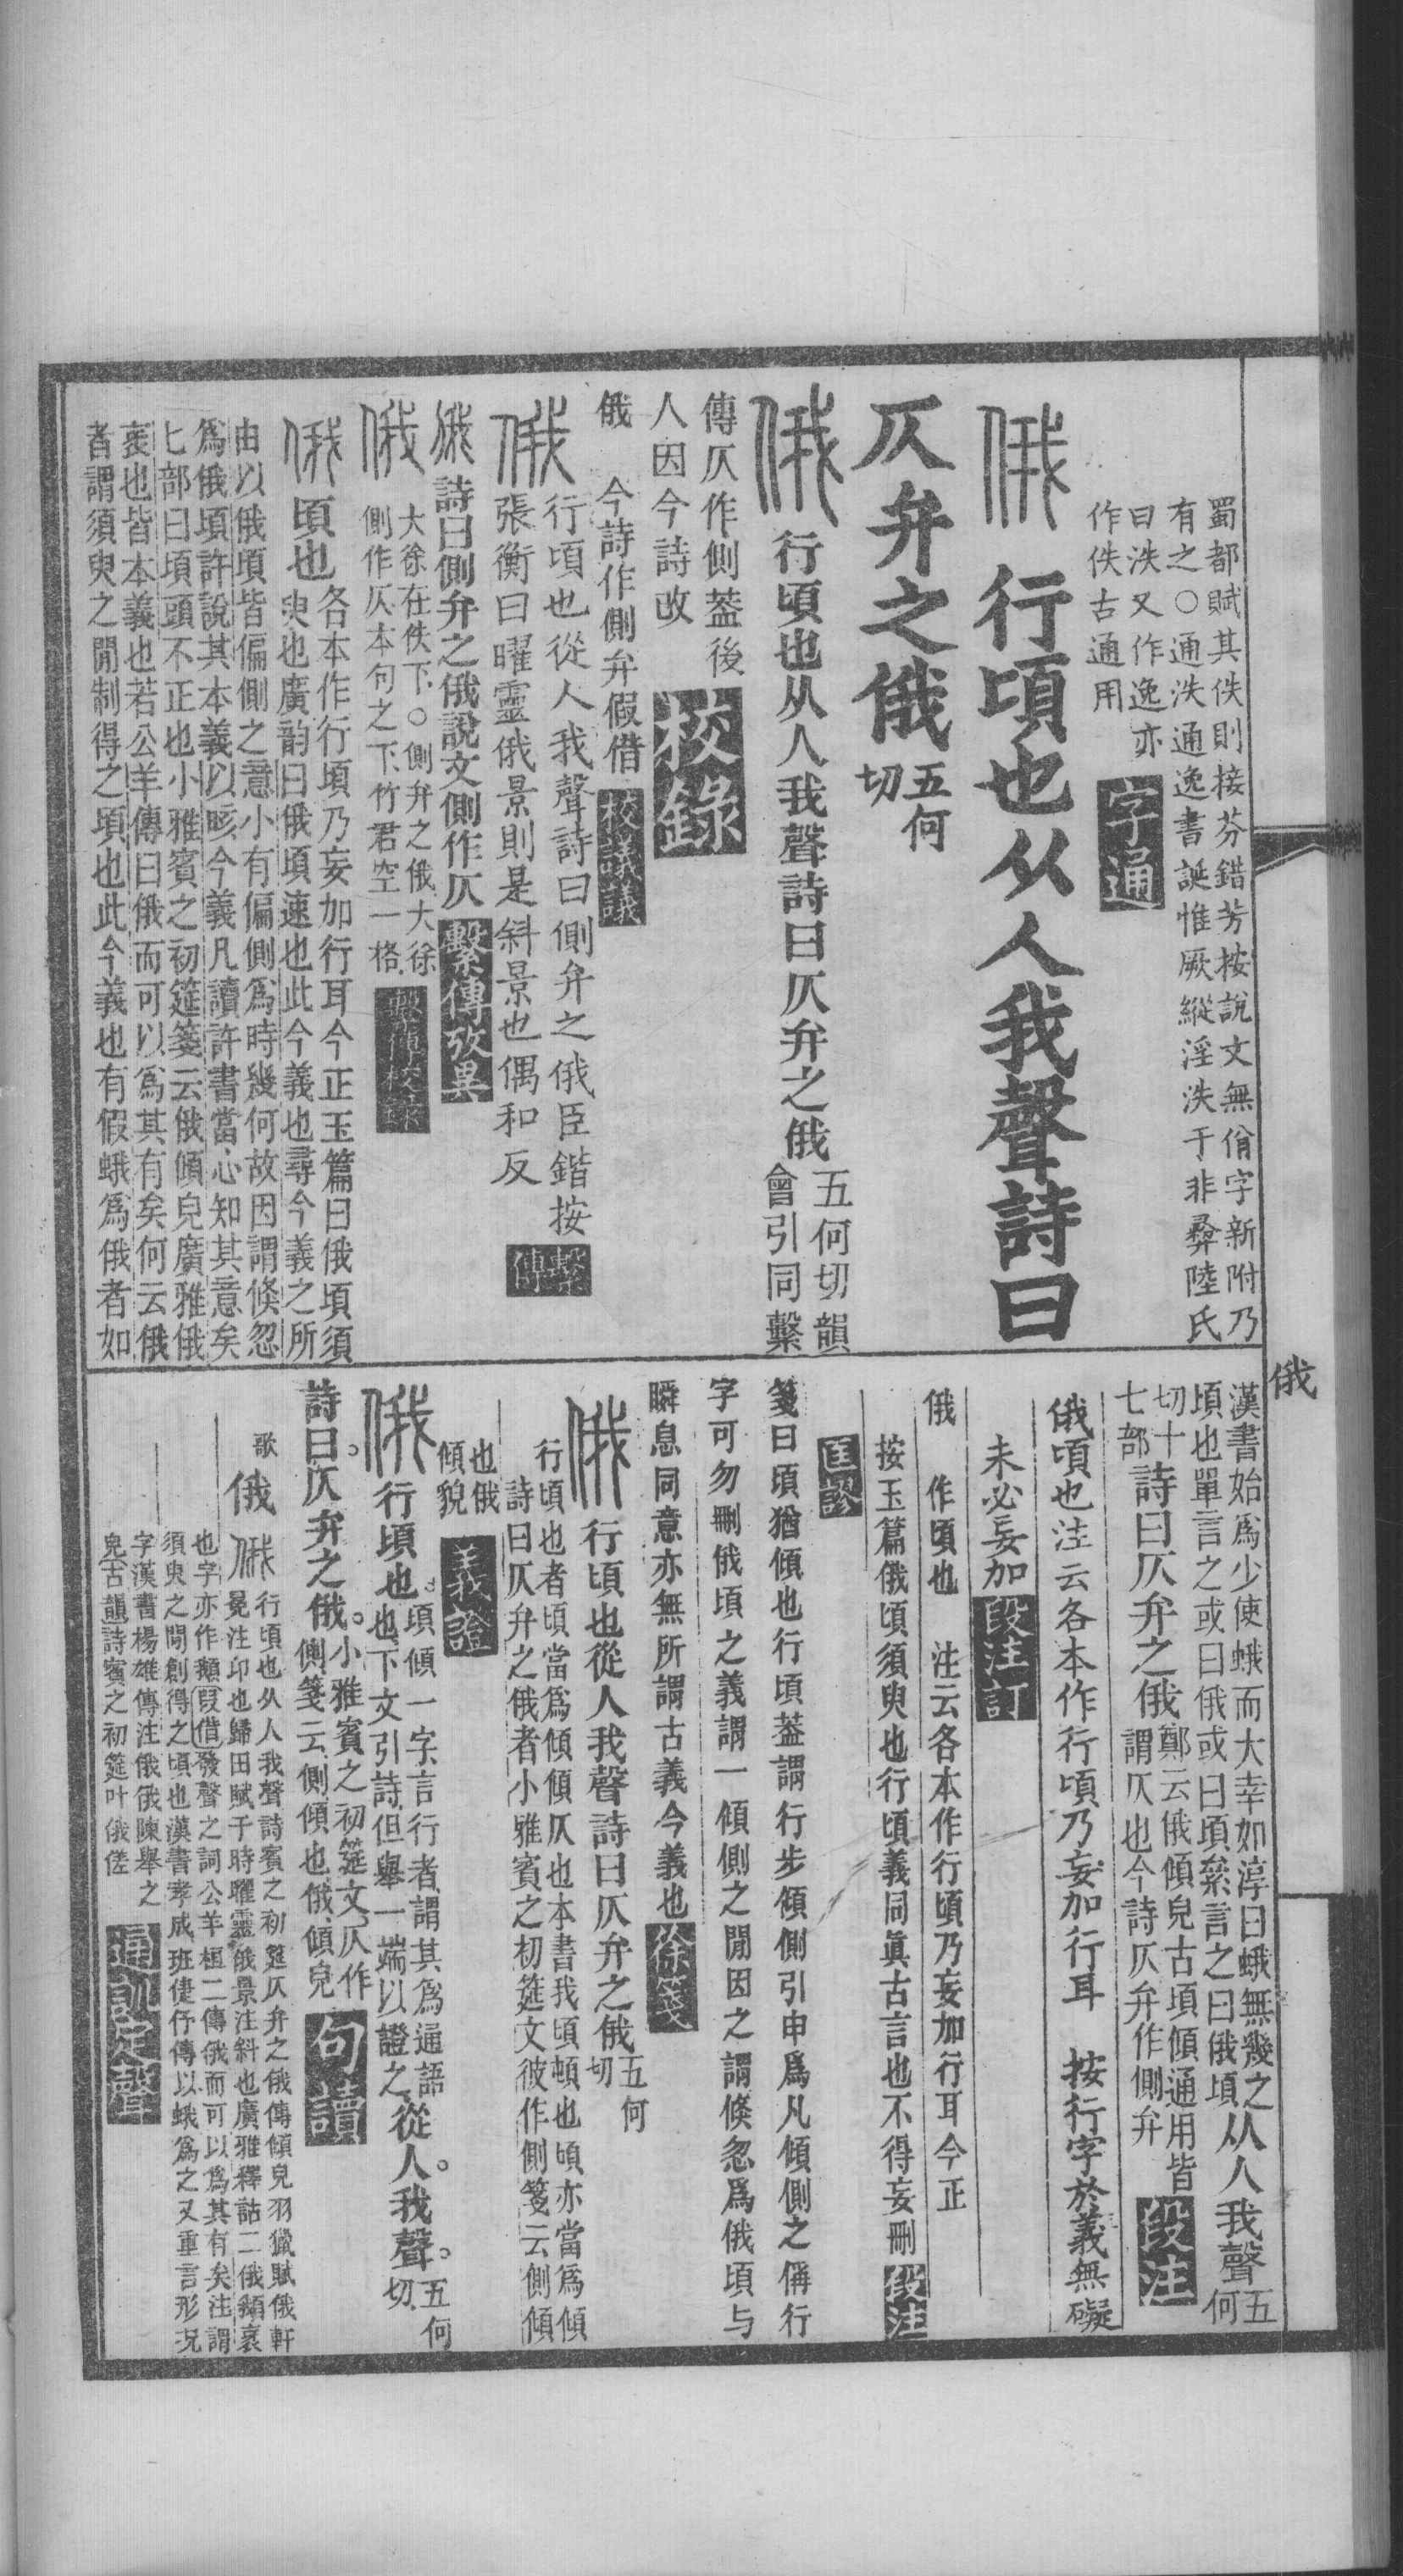 蜀都賦其佚則接芬錯芳按說文無佾字新附乃
有之○通泆通逸書誕惟厥縱淫泆于非彝陸氏
曰泆又作逸亦
作佚古通用
字通
俄 行頃也从人我聲詩曰
仄弁之俄
五何
切
俄 行頃也从人我聲詩曰仄弁之俄
五何切韻
會引同繫
傳仄作側葢後
人因今詩改
校錄
俄 今詩作側弁假借
校議議
俄
行頃也從人我聲詩曰側弁之俄臣鍇按
張衡曰曜靈俄景則是斜景也偶和反
繫
傳
俄 詩曰側弁之俄說文側作仄
繫傳攷異
俄
大徐在佚下○側弁之俄大徐
側作仄本句之下竹君空一格
繫傳校錄
俄 頃也
各本作行頃乃妄加行耳今正玉篇曰俄頃須
臾也廣韵曰俄頃速也此今義也尋今義之所
由以俄頃皆偏側之意小有偏側爲時幾何故因謂倏忽
爲俄頃許說其本義以晐今義凡讀許書當心知其意矣
匕部曰頃頭不正也小雅賓之初筵箋云俄傾皃廣雅俄
衺也皆本義也若公羊傳曰俄而可以爲其有矣何云俄
者謂須臾之閒制得之頃也此今義也有假蛾爲俄者如
俄
漢書始爲少使蛾而大幸如淳曰蛾無幾之
頃也單言之或曰俄或曰頃絫言之曰俄頃
从人我聲
五何
切十
七部
詩曰仄弁之俄
鄭云俄傾皃古頃傾通用皆
謂仄也今詩仄弁作側弁
段注
俄頃也注云各本作行頃乃妄加行耳 按行字於義無礙
未必妄加
段注訂
俄 作頃也 注云各本作行頃乃妄加行耳今正
按玉篇俄頃須臾也行頃義同眞古言也不得妄刪
段注
匡謬
箋曰頃猶傾也行頃葢謂行步傾側引申爲凡傾側之偁行
字可勿刪俄頃之義謂一傾側之閒因之謂倏忽爲俄頃与
瞬息同意亦無所謂古義今義也
徐箋
俄 行頃也從人我聲詩曰仄弁之俄
五何
切
行頃也者頃當爲傾傾仄也本書我頃頓也頃亦當爲傾
詩曰仄弁之俄者小雅賓之初筵文彼作側箋云側傾
也俄
傾貌
義證
俄 行頃也
頃傾一字言行者謂其爲通語
也下文引詩但舉一端以證之
從人。我聲。
五何
切
詩曰。仄弁之俄。
小雅賓之初筵文仄作
側箋云側傾也俄傾皃
句讀
歌
俄
俄
行頃也从人我聲詩賓之初筵仄弁之俄傳傾皃羽獵賦俄軒
冕注卬也歸田賦于時曜靈俄景注斜也廣雅釋詁二俄䫏衺
也字亦作䫏叚借發聲之詞公羊桓二傳俄而可以爲其有矣注謂
須臾之閒創得之頃也漢書孝成班倢伃傳以蛾爲之又重言形況
字漢書楊雄傳注俄俄陳舉之
皃古韻詩賓之初筵叶俄傞
通訓定聲